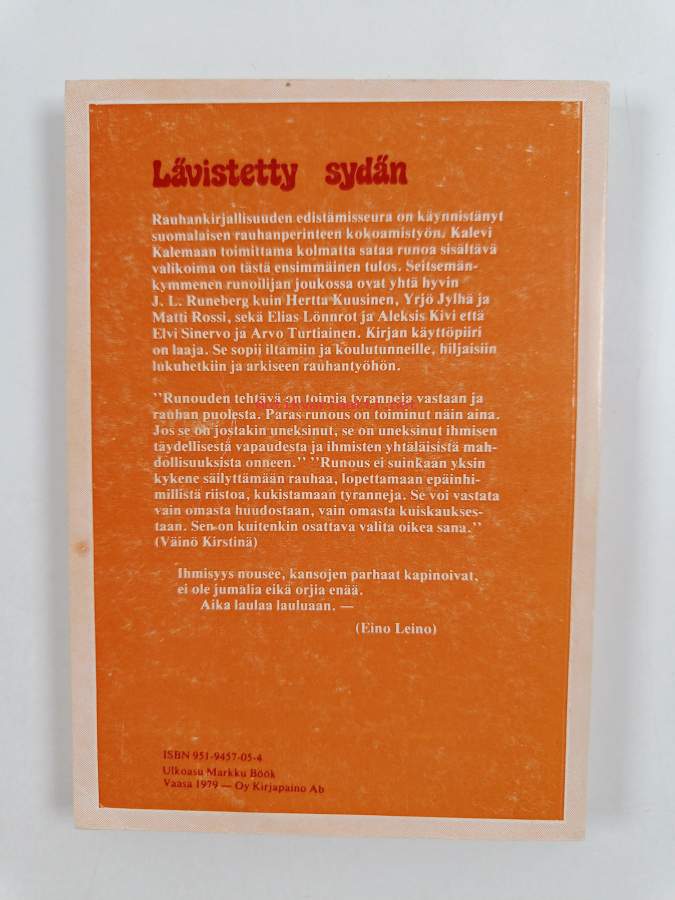 Lävistetty sydän
Rauhankirjallisuuden edistämisseura on käynnistänyt
suomalaisen rauhanperinteen kokoamistyön. Kalevi
Kalemaan toimittama kolmatta sataa runoa sisältävä
valikoima on tästä ensimmäinen tulos. Seitsemän-
kymmenen runoilijan joukossa ovat yhtä hyvin
J. L. Runeberg kuin Hertta Kuusinen, Yrjö Jylhä ja
Matti Rossi, sekä Elias Lönnrot ja Aleksis Kivi että
Elvi Sinervo ja Arvo Turtiainen. Kirjan käyttöpiiri
on laaja. Se sopii iltamiin ja koulutunneille, hiljaisiin
lukuhetkiin ja arkiseen rauhantyöhön.
"Runouden tehtävä on toimia tyranneja vastaan ja
rauhan puolesta. Paras runous on toiminut näin aina.
Jos se on jostakin uneksinut, se on uneksinut ihmisen
täydellisestä vapaudesta ja ihmisten yhtäläisistä mah-
dollisuuksista onneen." "Runous ei suinkaan yksin
kykene säilyttämään rauhaa, lopettamaan epäinhi-
millistä riistoa, kukistamaan tyranneja. Se voi vastata
vain omasta huudostaan, vain omasta kuiskaukses-
taan. Sen on kuitenkin osattava valita oikea sana."
(Väinö Kirstinä)
Ihmisyys nousee, kansojen parhaat kapinoivat,
ei ole jumalia eikä orjia enää.
Aika laulaa lauluaan. —
(Eino Leino)
ISBN 951-9457-05-4
Ulkoasu Markku Böök
Vaasa 1979 — Oy Kirjapaino Ab